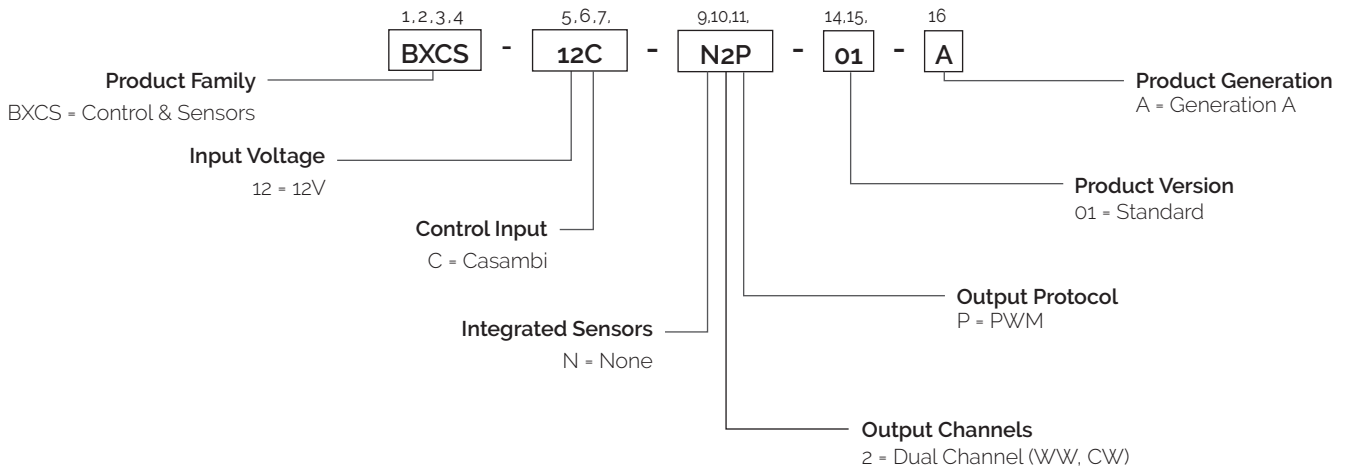 1,2,3,4 5,6,7, 9,10,11, 14,15, 16
BXCS - 12C - N2P - 01 - A
Product Family
BXCS = Control & Sensors
Product Generation
A = Generation A
Input Voltage
12 = 12V
Product Version
01 = Standard
Control Input
C = Casambi
Output Protocol
P = PWM
Integrated Sensors
N = None
Output Channels
2 = Dual Channel (WW, CW)